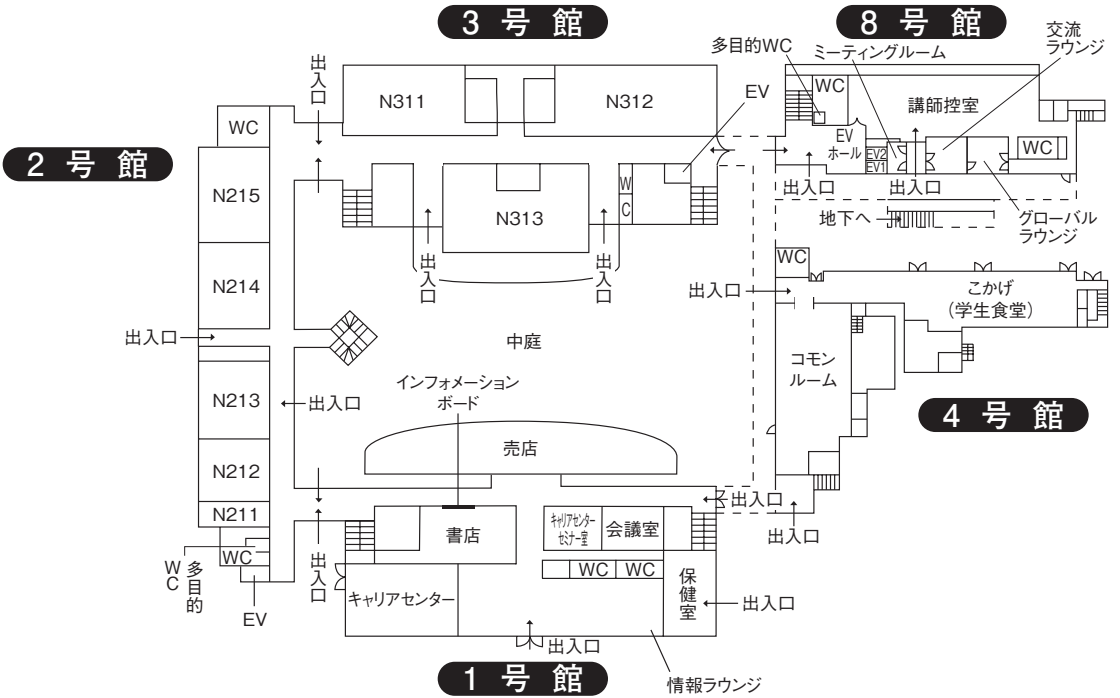 3 号 館
8 号 館
2 号 館
4 号 館
1 号 館
出入口
N311
N312
多目的WC
EV
WC
ミーティングルーム
交流
ラウンジ
講師控室
EV
ホール
EV2
EV1
WC
出入口
出入口
地下へ
グローバル
ラウンジ
WC
N215
N214
出入口
N213
N212
N211
WC
多目的
WC
EV
出入口
N313
WC
出入口
出入口
中庭
インフォメーション
ボード
売店
WC
出入口
こかげ
(学生食堂)
コモン
ルーム
出入口
出入口
出入口
書店
キャリアセンター
セミナー室
会議室
WC
WC
保健室
出入口
キャリアセンター
出入口
情報ラウンジ